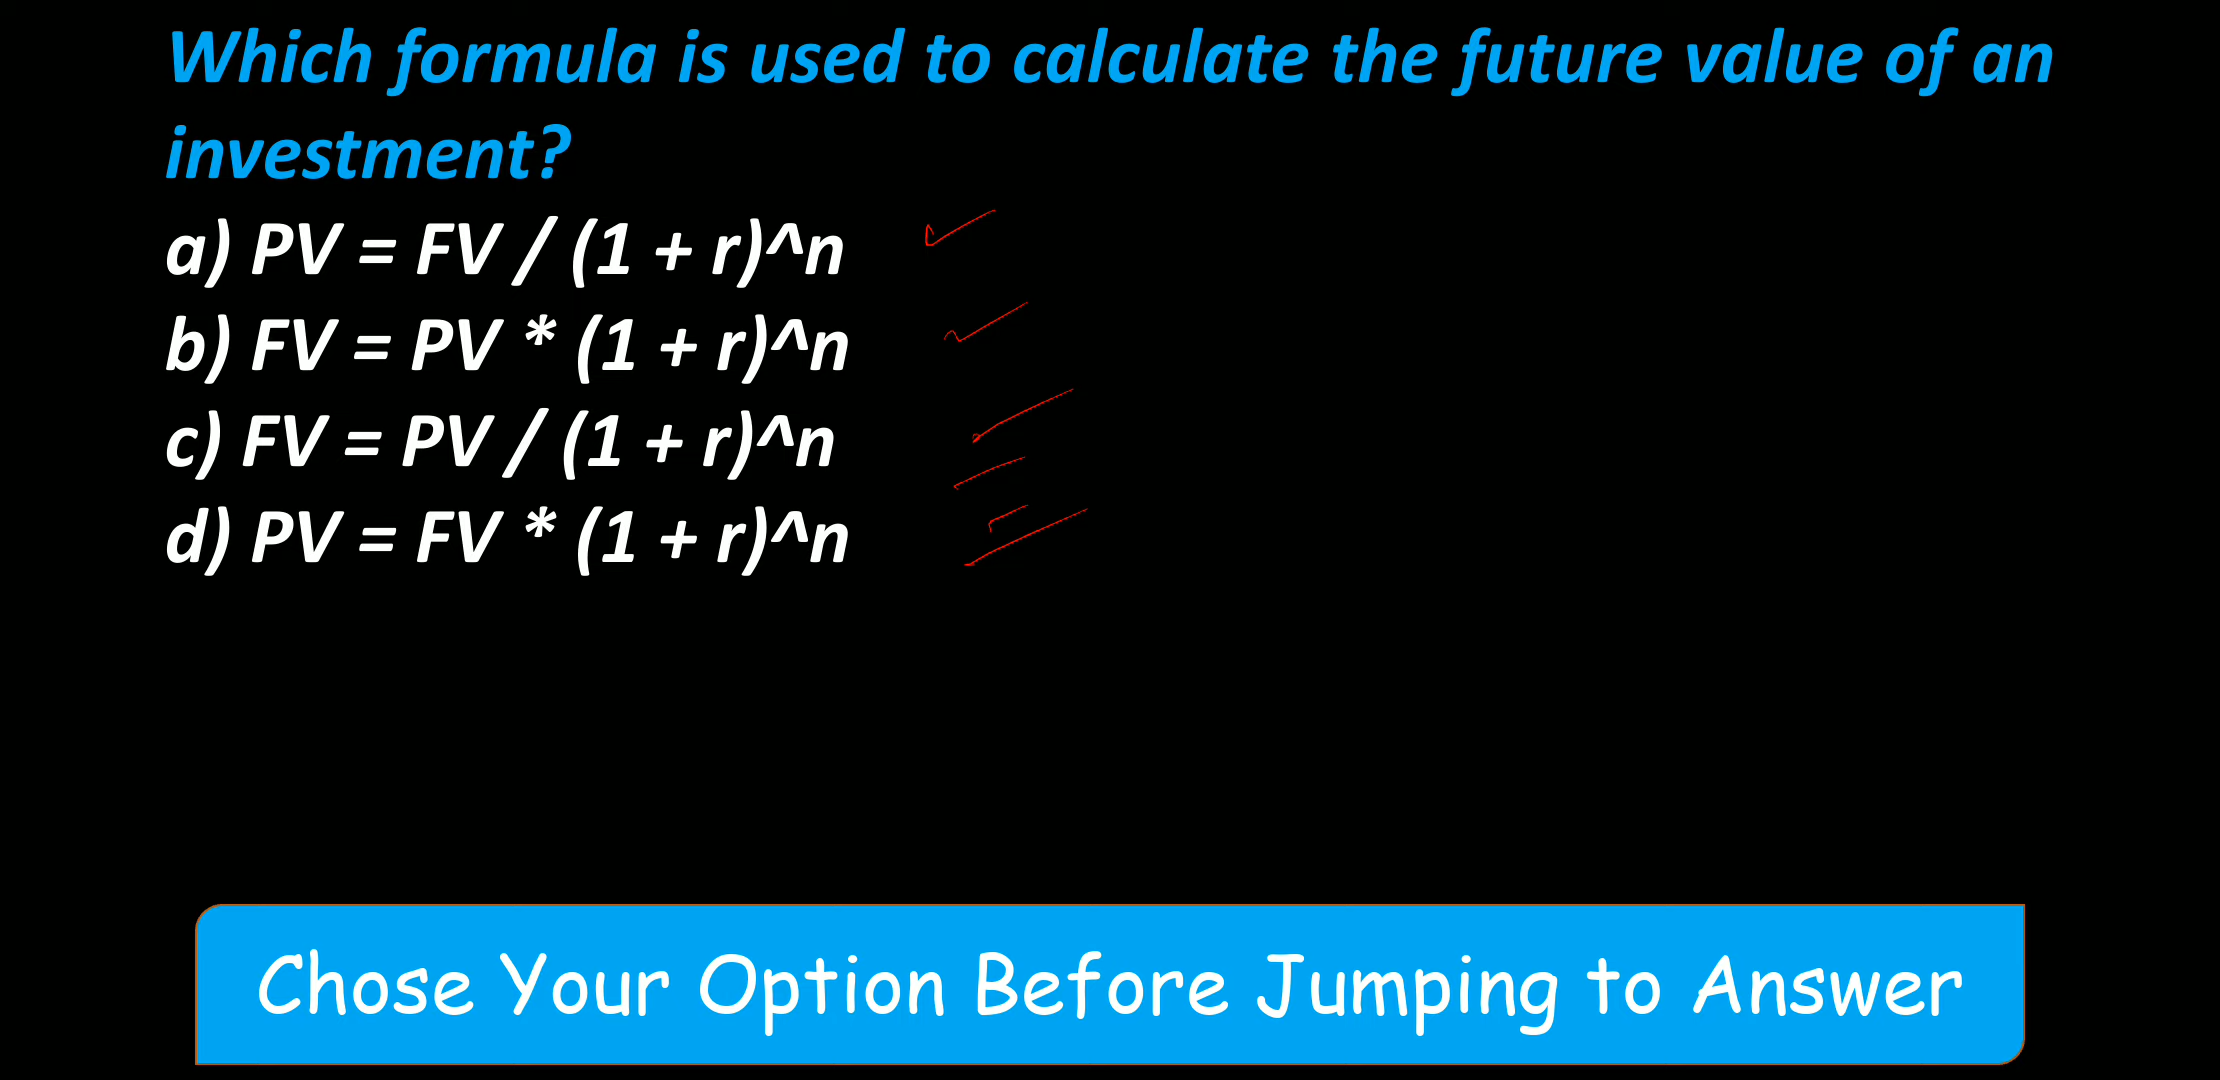 Which formula is used to calculate the future value of an
investment?
a) PV = FV / (1 + r)^n
b) FV = PV * (1 + r)^n
c) FV = PV / (1 + r)^n
d) PV = FV * (1 + r)^n
Chose Your Option Before Jumping to Answer